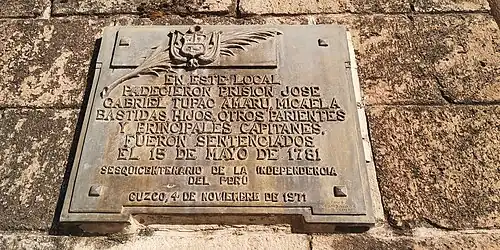 EN ESTE LOCAL
PADECIERON PRISION JOSE
GABRIEL TUPAC AMARU, MICAELA
BASTIDAS, HIJOS, OTROS PARIENTES
Y PRINCIPALES CAPITANES.
FUERON SENTENCIADOS
EL 15 DE MAYO DE 1781
SESQUICENTENARIO DE LA INDEPENDENCIA
DEL PERÚ
CUZCO, 4 DE NOVIEMBRE DE 1971